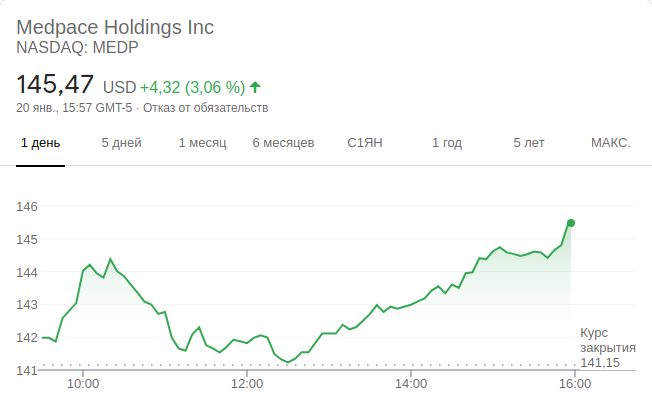 Medpace Holdings Inc
NASDAQ: MEDP
145,47 USD +4,32 (3,06 %)
20 янв., 15:57 GMT-5 · Отказ от обязательств
1 день 5 дней 1 месяц 6 месяцев С1ЯН 1 год 5 лет МАКС.
146
145
144
143
142
141
Курс
закрытия
141,15
10:00 12:00 14:00 16:00